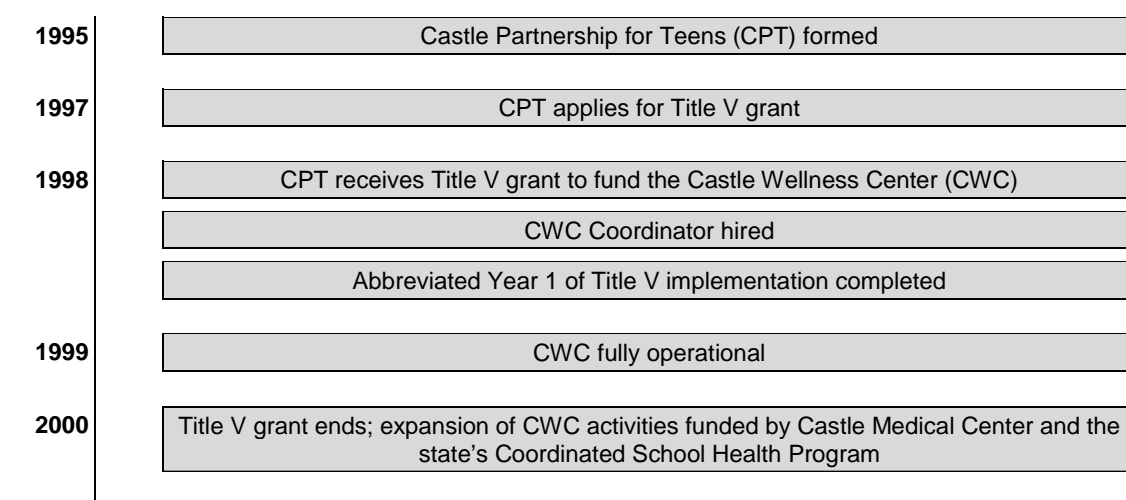 1995
Castle Partnership for Teens (CPT) formed
1997
CPT applies for Title V grant
1998
CPT receives Title V grant to fund the Castle Wellness Center (CWC)
CWC Coordinator hired
Abbreviated Year 1 of Title V implementation completed
1999
CWC fully operational
2000
Title V grant ends; expansion of CWC activities funded by Castle Medical Center and the
state's Coordinated School Health Program